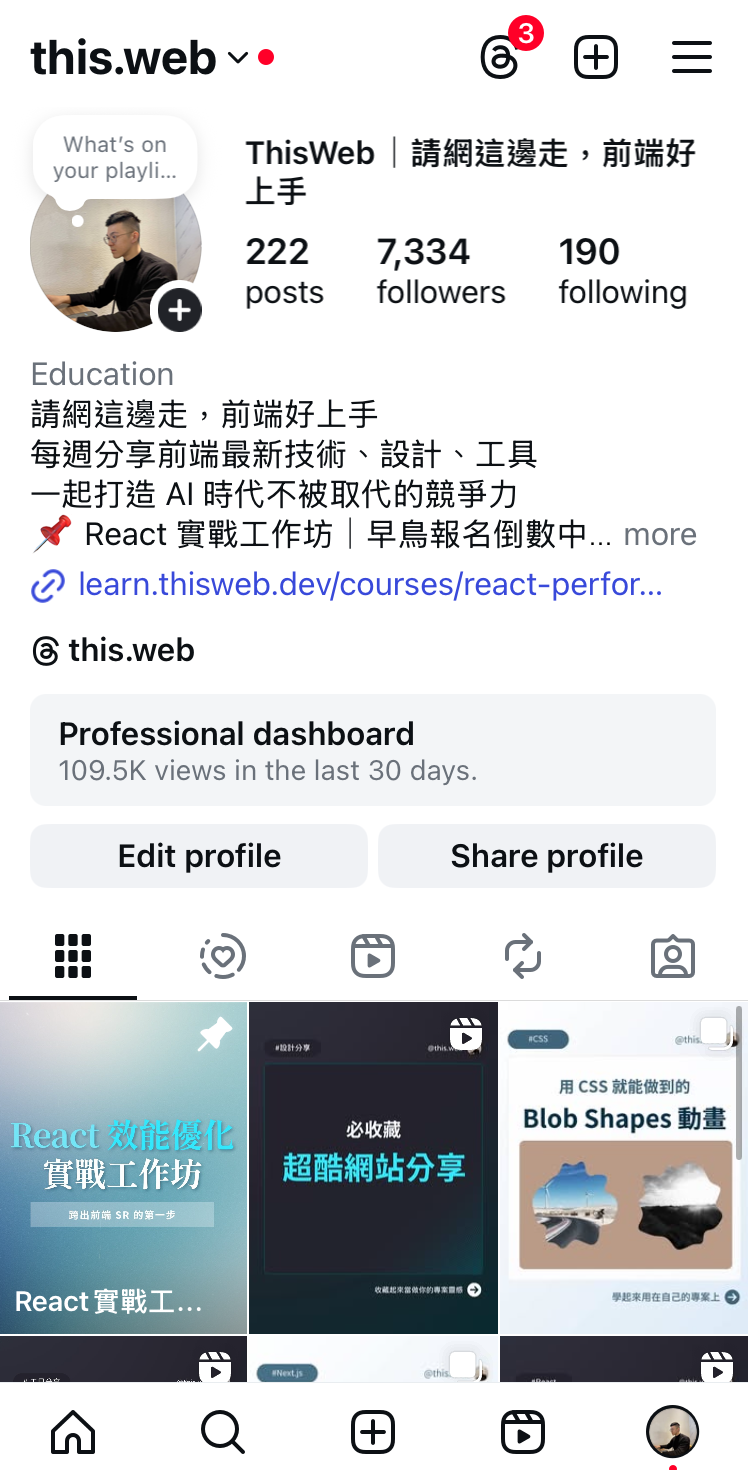 this.web
3
What's on
your playli...
ThisWeb｜請網這邊走，前端好
上手
222 7,334 190
posts followers following
Education
請網這邊走，前端好上手
每週分享前端最新技術、設計、工具
一起打造 AI 時代不被取代的競爭力
📌 React 實戰工作坊｜早鳥報名倒數中... more
learn.thisweb.dev/courses/react-perfor...
this.web
Professional dashboard
109.5K views in the last 30 days.
Edit profile Share profile
React 效能優化
實戰工作坊
跨出前端 SR 的第一步
React 實戰工...
#設計分享 @this.w
必收藏
超酷網站分享
收藏起來當做你的專案靈感
#CSS @this.
用 CSS 就能做到的
Blob Shapes 動畫
學起來用在自己的專案上
#Next.js @this
#React